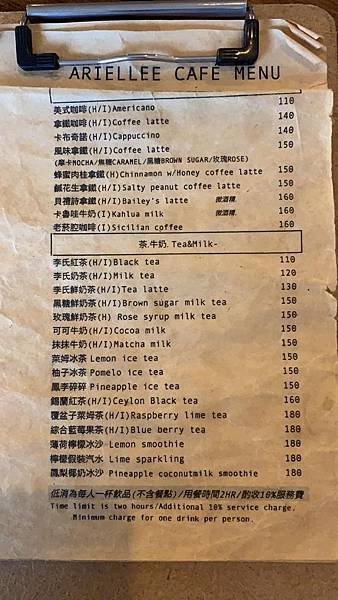 ARIELLEE CAFE MENU
美式咖啡(H/I)Americano 110
拿鐵咖啡(H/I)Coffee latte 140
卡布奇諾(H/I)Cappuccino 140
風味拿鐵(H/I)Coffee latte 150
(摩卡MOCHA/焦糖CARAMEL/黑糖BROWN SUGAR/玫瑰ROSE)
蜂蜜肉桂拿鐵(H)Chinnamon w/Honey coffee latte 150
鹹花生拿鐵(H/I)Salty peanut coffee latte 150
貝禮詩拿鐵(H/I)Bailey's latte 微酒精. 160
卡魯哇牛奶(I)Kahlua milk 微酒精. 160
老菸腔咖啡(I)Sicilian coffee 160
茶.牛奶. Tea&Milk-
李氏紅茶(H/I)Black tea 110
李氏奶茶(H/I)Milk tea 120
李氏鮮奶茶(H/I)Tea latte 130
黑糖鮮奶茶(H/I)Brown sugar milk tea 150
玫瑰鮮奶茶(H) Rose syrup milk tea 150
可可牛奶(H/I)Cocoa milk 150
抹抹牛奶(H/I)Matcha milk 150
萊姆冰茶 Lemon ice tea 150
柚子冰茶 Pomelo ice tea 150
鳳李碎碎 Pineapple ice tea 150
錫蘭紅茶(H/I)Ceylon Black tea 160
覆盆子萊姆茶(H/I)Raspberry lime tea 180
綜合藍莓果茶(H/I)Blue berry tea 180
薄荷檸檬冰沙 Lemon smoothie 180
檸檬假裝汽水 Lime sparkling 180
鳳梨椰奶冰沙 Pineapple coconutmilk smoothie 180
低消為每人一杯飲品(不含餐點)/用餐時間2HR/酌收10%服務費
Time limit is two hours/Additional 10% service charge.
Minimum charge for one drink per person.